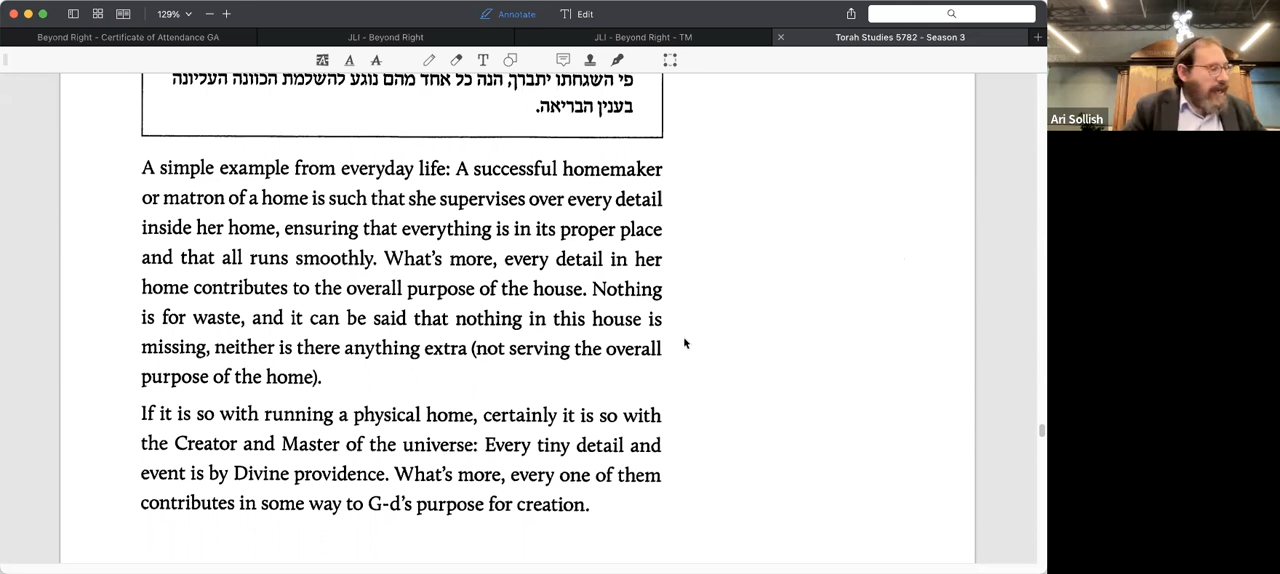 129%
Annotate
Edit
Beyond Right - Certificate of Attendance GA
JLI - Beyond Right
JLI - Beyond Right - TM
Torah Studies 5782 - Season 3
פי השגחתו יתברך, הנה כל אחד מהם נוגע להשלמת הכוונה העליונה
בענין הבריאה.
Ari Sollish
A simple example from everyday life: A successful homemaker
or matron of a home is such that she supervises over every detail
inside her home, ensuring that everything is in its proper place
and that all runs smoothly. What's more, every detail in her
home contributes to the overall purpose of the house. Nothing
is for waste, and it can be said that nothing in this house is
missing, neither is there anything extra (not serving the overall
purpose of the home).
If it is so with running a physical home, certainly it is so with
the Creator and Master of the universe: Every tiny detail and
event is by Divine providence. What's more, every one of them
contributes in some way to G-d's purpose for creation.